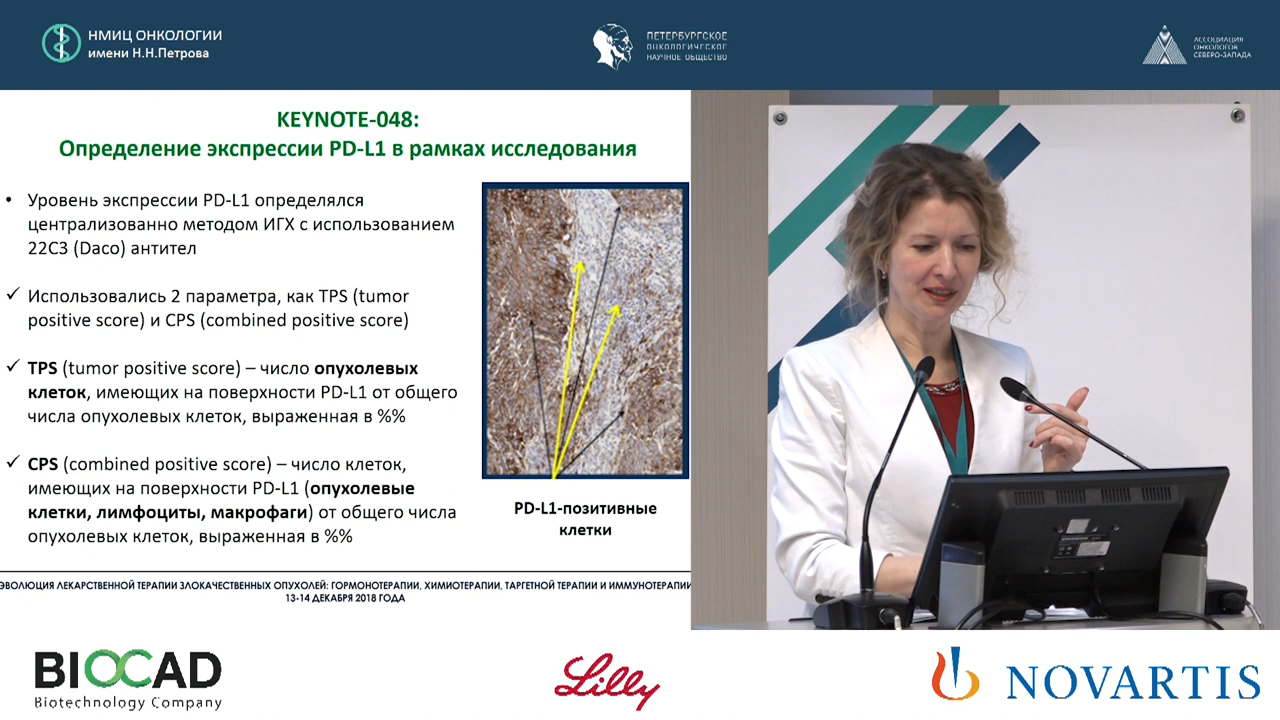 НМИЦ ОНКОЛОГИИ
имени Н.Н.Петрова
ПЕТЕРБУРГСКОЕ
ОНКОЛОГИЧЕСКОЕ
НАУЧНОЕ ОБЩЕСТВО
АССОЦИАЦИЯ
ОНКОЛОГОВ
СЕВЕРО-ЗАПАДА
KEYNOTE-048:
Определение экспрессии PD-L1 в рамках исследования
• Уровень экспрессии PD-L1 определялся
централизованно методом ИГХ с использованием
22C3 (Daco) антител
✓ Использовались 2 параметра, как TPS (tumor
positive score) и CPS (combined positive score)
✓ TPS (tumor positive score) – число опухолевых
клеток, имеющих на поверхности PD-L1 от общего
числа опухолевых клеток, выраженная в %%
✓ CPS (combined positive score) – число клеток,
имеющих на поверхности PD-L1 (опухолевые
клетки, лимфоциты, макрофаги) от общего числа
опухолевых клеток, выраженная в %%
PD-L1-позитивные
клетки
ЭВОЛЮЦИЯ ЛЕКАРСТВЕННОЙ ТЕРАПИИ ЗЛОКАЧЕСТВЕННЫХ ОПУХОЛЕЙ: ГОРМОНОТЕРАПИИ, ХИМИОТЕРАПИИ, ТАРГЕТНОЙ ТЕРАПИИ И ИММУНОТЕРАПИИ
13-14 ДЕКАБРЯ 2018 ГОДА
BIOCAD
Biotechnology Company
Lilly
NOVARTIS